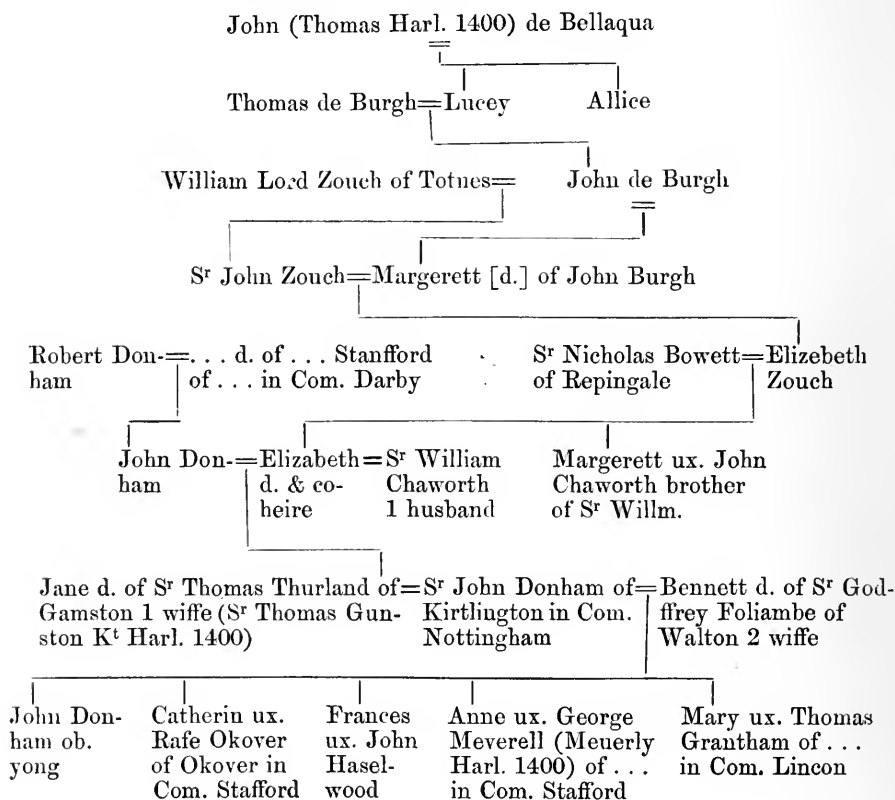 John (Thomas Harl. 1400) de Bellaqua
Thomas de Burgh=Lucey Allice
William Lord Zouch of Totnes= John de Burgh
Sʳ John Zouch=Margerett [d.] of John Burgh
Robert Don-=. . . d. of . . . Stanfford
ham of . . . in Com. Darby
Sʳ Nicholas Bowett=Elizebeth
of Repingale Zouch
John Don-=Elizabeth=Sʳ William
ham d. & co- Chaworth
heire 1 husband
Margerett ux. John
Chaworth brother
of Sʳ Willm.
Jane d. of Sʳ Thomas Thurland of=Sʳ John Donham of=Bennett d. of Sʳ God-
Gamston 1 wiffe (Sʳ Thomas Gun- Kirtlington in Com. ffrey Foliambe of
ston Kᵗ Harl. 1400) Nottingham Walton 2 wiffe
John Don-
ham ob.
yong
Catherin ux.
Rafe Okover
of Okover in
Com. Stafford
Frances
ux. John
Hasel-
wood
Anne ux. George
Meverell (Meuerly
Harl. 1400) of . . .
in Com. Stafford
Mary ux. Thomas
Grantham of . . .
in Com. Lincon